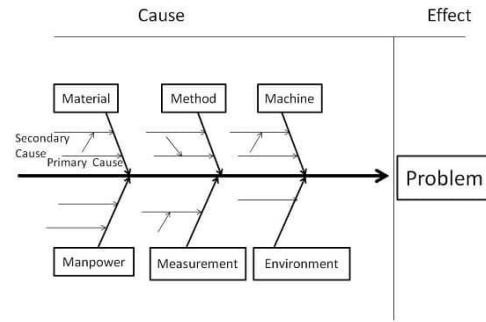 Cause
Effect
Material
Method
Machine
Secondary
Cause
Primary Cause
Problem
Manpower
Measurement
Environment